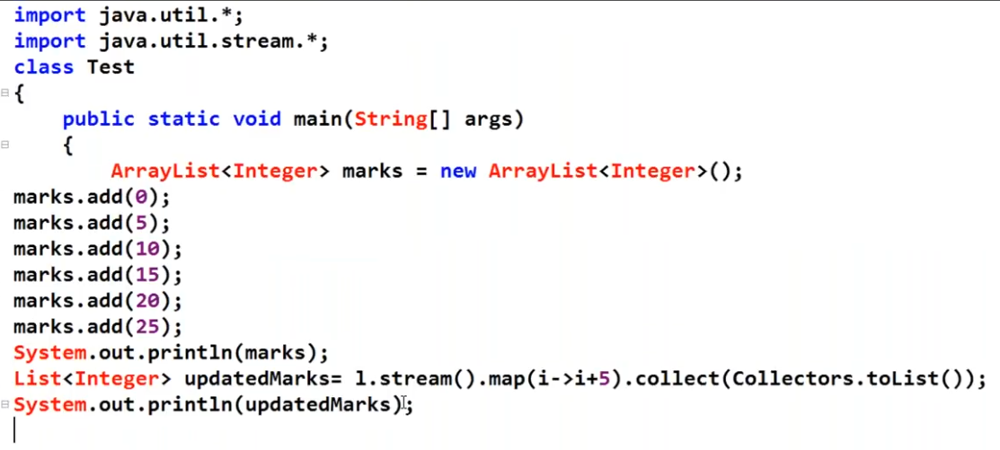 import java.util.*;
import java.util.stream.*;
class Test
{
public static void main(String[] args)
{
ArrayList<Integer> marks = new ArrayList<Integer>();
marks.add(0);
marks.add(5);
marks.add(10);
marks.add(15);
marks.add(20);
marks.add(25);
System.out.println(marks);
List<Integer> updatedMarks= l.stream().map(i->i+5).collect(Collectors.toList());
System.out.println(updatedMarks);